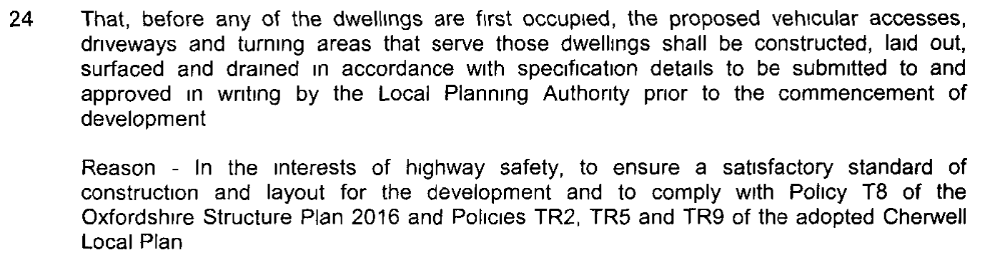 24 That, before any of the dwellings are first occupied, the proposed vehicular accesses,
driveways and turning areas that serve those dwellings shall be constructed, laid out,
surfaced and drained in accordance with specification details to be submitted to and
approved in writing by the Local Planning Authority prior to the commencement of
development
Reason - In the interests of highway safety, to ensure a satisfactory standard of
construction and layout for the development and to comply with Policy T8 of the
Oxfordshire Structure Plan 2016 and Policies TR2, TR5 and TR9 of the adopted Cherwell
Local Plan